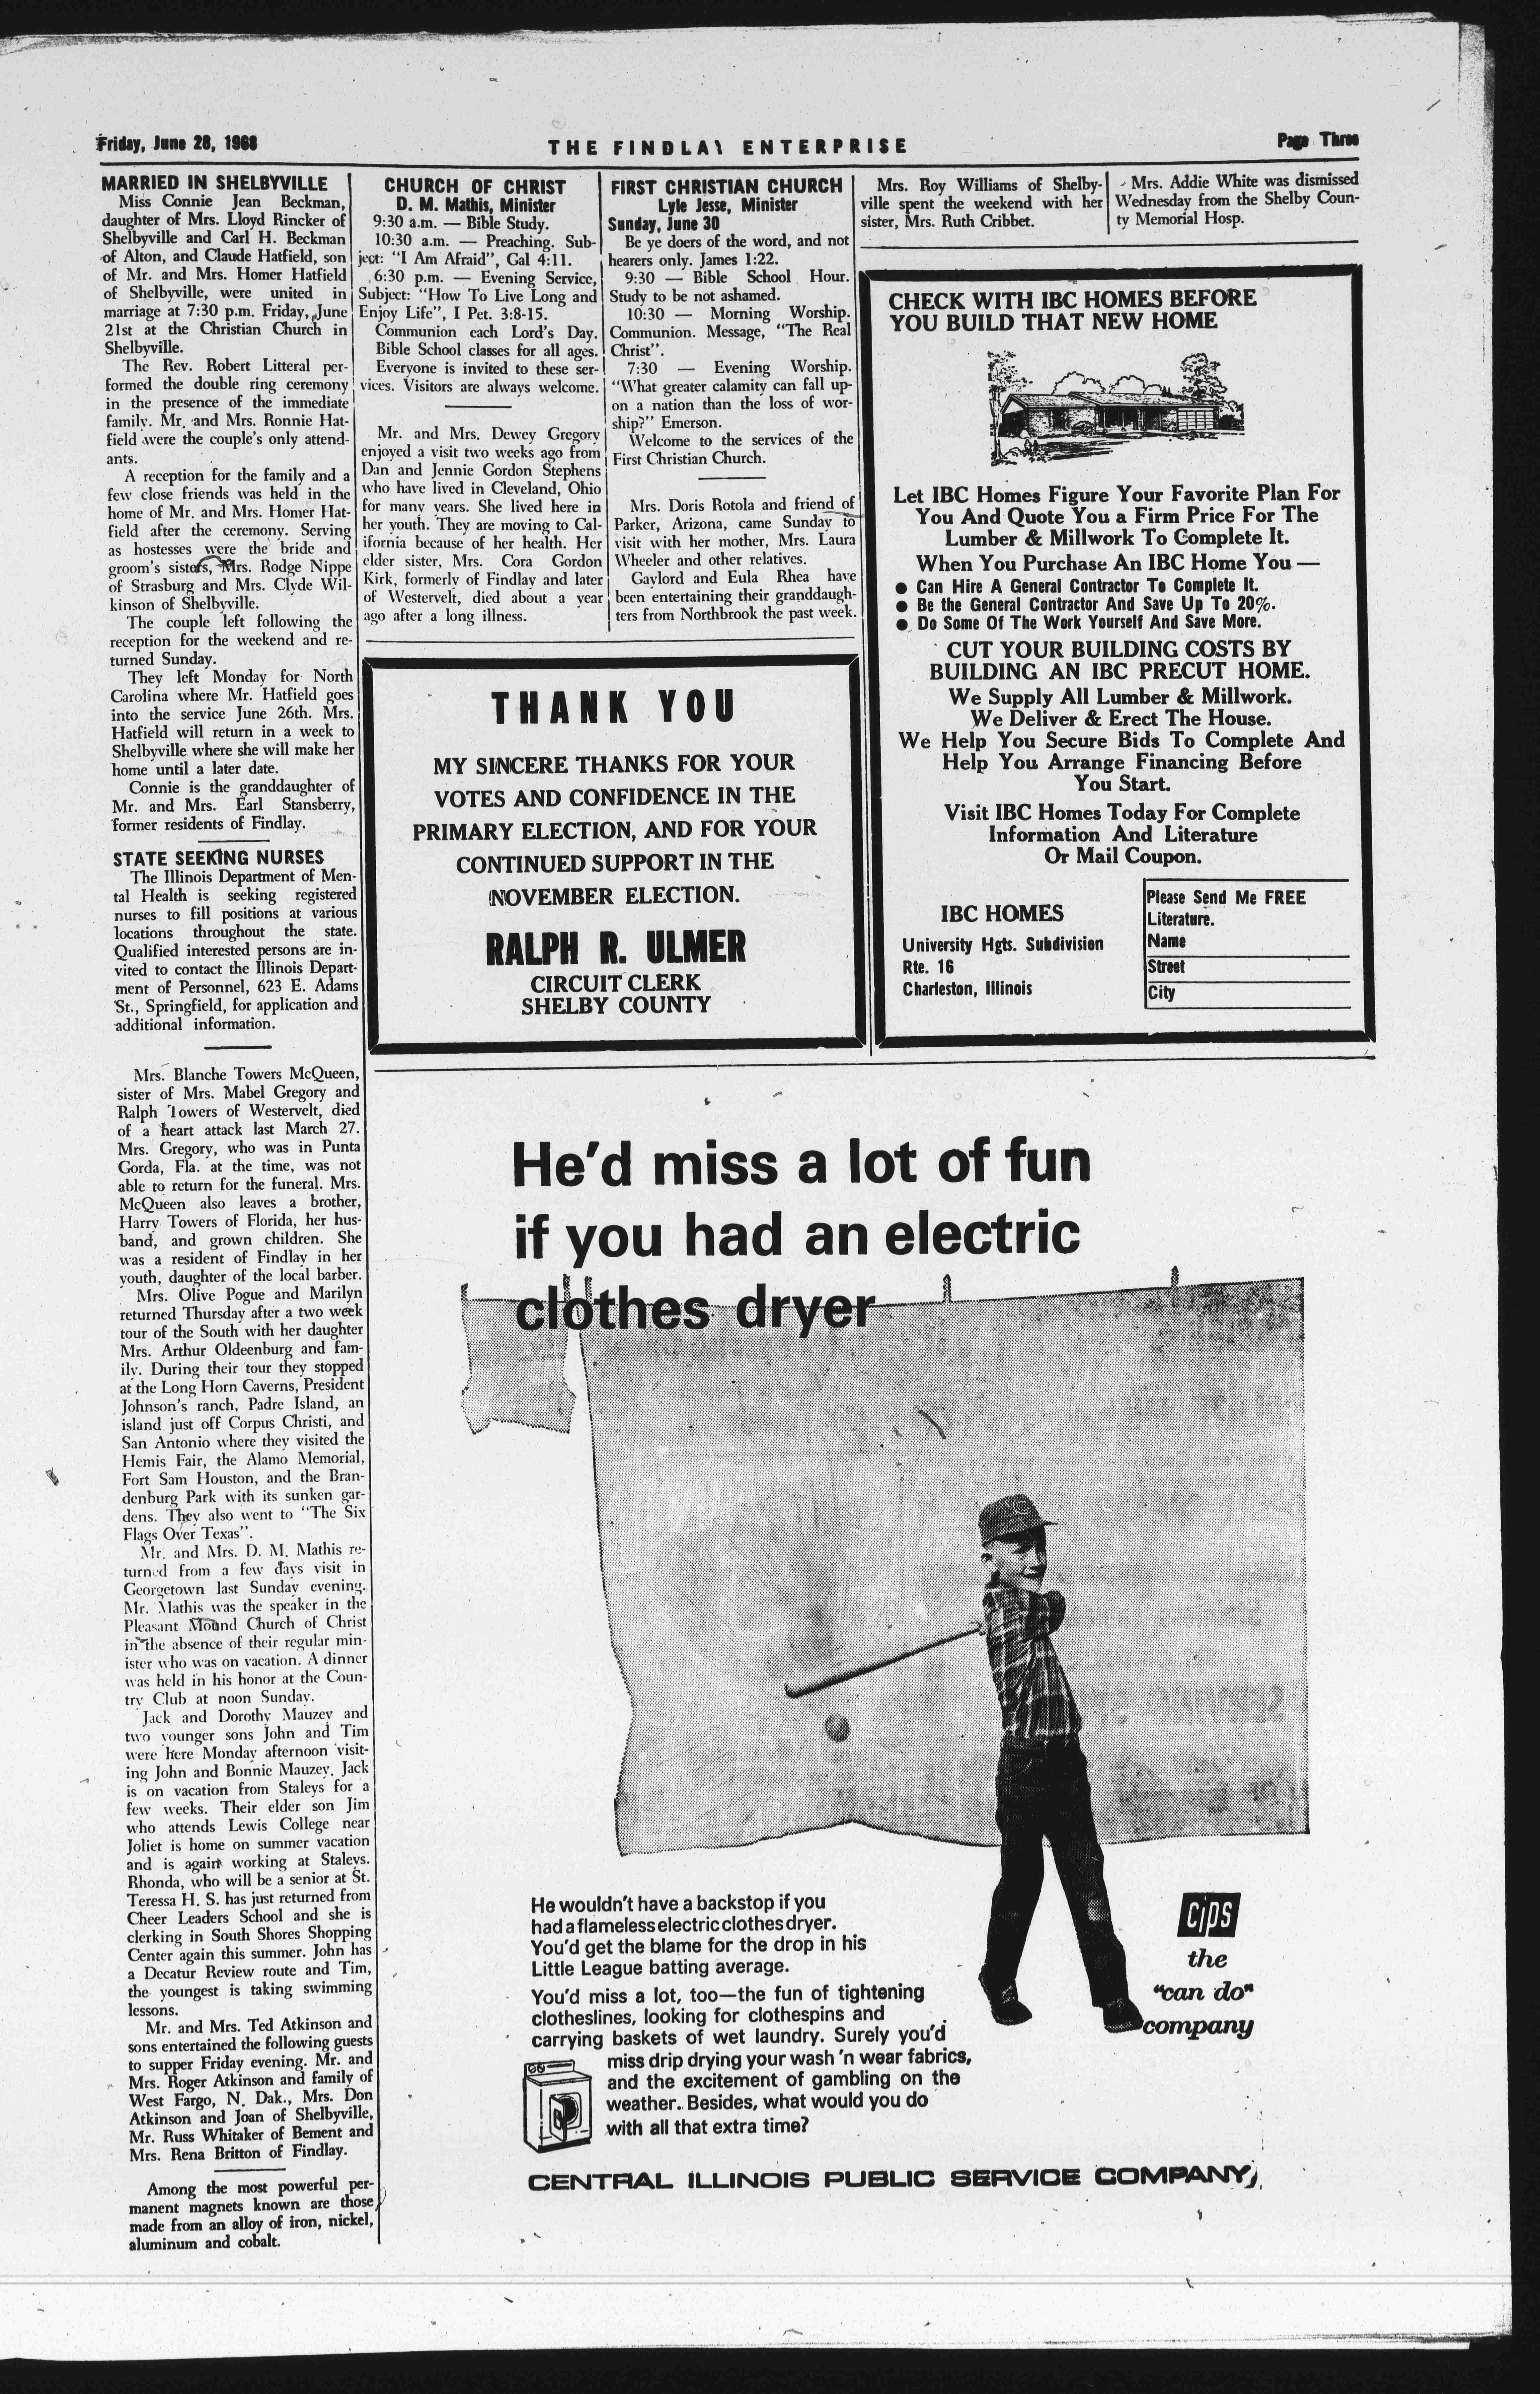 Friday, June 28, 1968
THE FINDLAY ENTERPRISE
Page Three
MARRIED IN SHELBYVILLE
Miss Connie Jean Beckman,
daughter of Mrs. Lloyd Rincker of
Shelbyville and Carl H. Beckman
of Alton, and Claude Hatfield, son
of Mr. and Mrs. Homer Hatfield
of Shelbyville, were united in
marriage at 7:30 p.m. Friday, June
21st at the Christian Church in
Shelbyville.
The Rev. Robert Litteral per-
formed the double ring ceremony
in the presence of the immediate
family. Mr. and Mrs. Ronnie Hat-
field were the couple's only attend-
ants.
A reception for the family and a
few close friends was held in the
home of Mr. and Mrs. Homer Hat-
field after the ceremony. Serving
as hostesses were the bride and
groom's sisters, Mrs. Rodge Nippe
of Strasburg and Mrs. Clyde Wil-
kinson of Shelbyville.
The couple left following the
reception for the weekend and re-
turned Sunday.
They left Monday for North
Carolina where Mr. Hatfield goes
into the service June 26th. Mrs.
Hatfield will return in a week to
Shelbyville where she will make her
home until a later date.
Connie is the granddaughter of
Mr. and Mrs. Earl Stansberry,
former residents of Findlay.
STATE SEEKING NURSES
The Illinois Department of Men-
tal Health is seeking registered
nurses to fill positions at various
locations throughout the state.
Qualified interested persons are in-
vited to contact the Illinois Depart-
ment of Personnel, 623 E. Adams
St., Springfield, for application and
additional information.
Mrs. Blanche Towers McQueen,
sister of Mrs. Mabel Gregory and
Ralph Towers of Westervelt, died
of a heart attack last March 27.
Mrs. Gregory, who was in Punta
Gorda, Fla. at the time, was not
able to return for the funeral. Mrs.
McQueen also leaves a brother,
Harry Towers of Florida, her hus-
band, and grown children. She
was a resident of Findlay in her
youth, daughter of the local barber.
Mrs. Olive Pogue and Marilyn
returned Thursday after a two week
tour of the South with her daughter
Mrs. Arthur Oldeenburg and fam-
ily. During their tour they stopped
at the Long Horn Caverns, President
Johnson's ranch, Padre Island, an
island just off Corpus Christi, and
San Antonio where they visited the
Hemis Fair, the Alamo Memorial,
Fort Sam Houston, and the Bran-
denburg Park with its sunken gar-
dens. They also went to "The Six
Flags Over Texas".
Mr. and Mrs. D. M. Mathis re-
turned from a few days visit in
Georgetown last Sunday evening.
Mr. Mathis was the speaker in the
Pleasant Mound Church of Christ
in the absence of their regular min-
ister who was on vacation. A dinner
was held in his honor at the Coun-
try Club at noon Sunday.
Jack and Dorothy Mauzey and
two younger sons John and Tim
were here Monday afternoon visit-
ing John and Bonnie Mauzey. Jack
is on vacation from Staleys for a
few weeks. Their elder son Jim
who attends Lewis College near
Joliet is home on summer vacation
and is again working at Staleys.
Rhonda, who will be a senior at St.
Teressa H. S. has just returned from
Cheer Leaders School and she is
clerking in South Shores Shopping
Center again this summer. John has
a Decatur Review route and Tim,
the youngest is taking swimming
lessons.
Mr. and Mrs. Ted Atkinson and
sons entertained the following guests
to supper Friday evening. Mr. and
Mrs. Roger Atkinson and family of
West Fargo, N. Dak., Mrs. Don
Atkinson and Joan of Shelbyville,
Mr. Russ Whitaker of Bement and
Mrs. Rena Britton of Findlay.
Among the most powerful per-
manent magnets known are those
made from an alloy of iron, nickel,
aluminum and cobalt.
CHURCH OF CHRIST
D. M. Mathis, Minister
9:30 a.m. — Bible Study.
10:30 a.m. — Preaching. Sub-
ject: "I Am Afraid", Gal 4:11.
6:30 p.m. — Evening Service,
Subject: "How To Live Long and
Enjoy Life", I Pet. 3:8-15.
Communion each Lord's Day.
Bible School classes for all ages.
Everyone is invited to these ser-
vices. Visitors are always welcome.
Mr. and Mrs. Dewey Gregory
enjoyed a visit two weeks ago from
Dan and Jennie Gordon Stephens
who have lived in Cleveland, Ohio
for many years. She lived here in
her youth. They are moving to Cal-
ifornia because of her health. Her
elder sister, Mrs. Cora Gordon
Kirk, formerly of Findlay and later
of Westervelt, died about a year
ago after a long illness.
FIRST CHRISTIAN CHURCH
Lyle Jesse, Minister
Sunday, June 30
Be ye doers of the word, and not
hearers only. James 1:22.
9:30 — Bible School Hour.
Study to be not ashamed.
10:30 — Morning Worship.
Communion. Message, "The Real
Christ".
7:30 — Evening Worship.
"What greater calamity can fall up-
on a nation than the loss of wor-
ship?" Emerson.
Welcome to the services of the
First Christian Church.
Mrs. Doris Rotola and friend of
Parker, Arizona, came Sunday to
visit with her mother, Mrs. Laura
Wheeler and other relatives.
Gaylord and Eula Rhea have
been entertaining their granddaugh-
ters from Northbrook the past week.
Mrs. Roy Williams of Shelby-
ville spent the weekend with her
sister, Mrs. Ruth Cribbet.
Mrs. Addie White was dismissed
Wednesday from the Shelby Coun-
ty Memorial Hosp.
THANK YOU
MY SINCERE THANKS FOR YOUR
VOTES AND CONFIDENCE IN THE
PRIMARY ELECTION, AND FOR YOUR
CONTINUED SUPPORT IN THE
NOVEMBER ELECTION.
RALPH R. ULMER
CIRCUIT CLERK
SHELBY COUNTY
CHECK WITH IBC HOMES BEFORE
YOU BUILD THAT NEW HOME
Let IBC Homes Figure Your Favorite Plan For
You And Quote You a Firm Price For The
Lumber & Millwork To Complete It.
When You Purchase An IBC Home You —
● Can Hire A General Contractor To Complete It.
● Be the General Contractor And Save Up To 20%.
● Do Some Of The Work Yourself And Save More.
CUT YOUR BUILDING COSTS BY
BUILDING AN IBC PRECUT HOME.
We Supply All Lumber & Millwork.
We Deliver & Erect The House.
We Help You Secure Bids To Complete And
Help You Arrange Financing Before
You Start.
Visit IBC Homes Today For Complete
Information And Literature
Or Mail Coupon.
IBC HOMES
University Hgts. Subdivision
Rte. 16
Charleston, Illinois
Please Send Me FREE
Literature.
Name
Street
City
He'd miss a lot of fun
if you had an electric
clothes dryer
He wouldn't have a backstop if you
had a flameless electric clothes dryer.
You'd get the blame for the drop in his
Little League batting average.
You'd miss a lot, too—the fun of tightening
clotheslines, looking for clothespins and
carrying baskets of wet laundry. Surely you'd
miss drip drying your wash 'n wear fabrics,
and the excitement of gambling on the
weather. Besides, what would you do
with all that extra time?
cips
the
"can do"
company
CENTRAL ILLINOIS PUBLIC SERVICE COMPANY